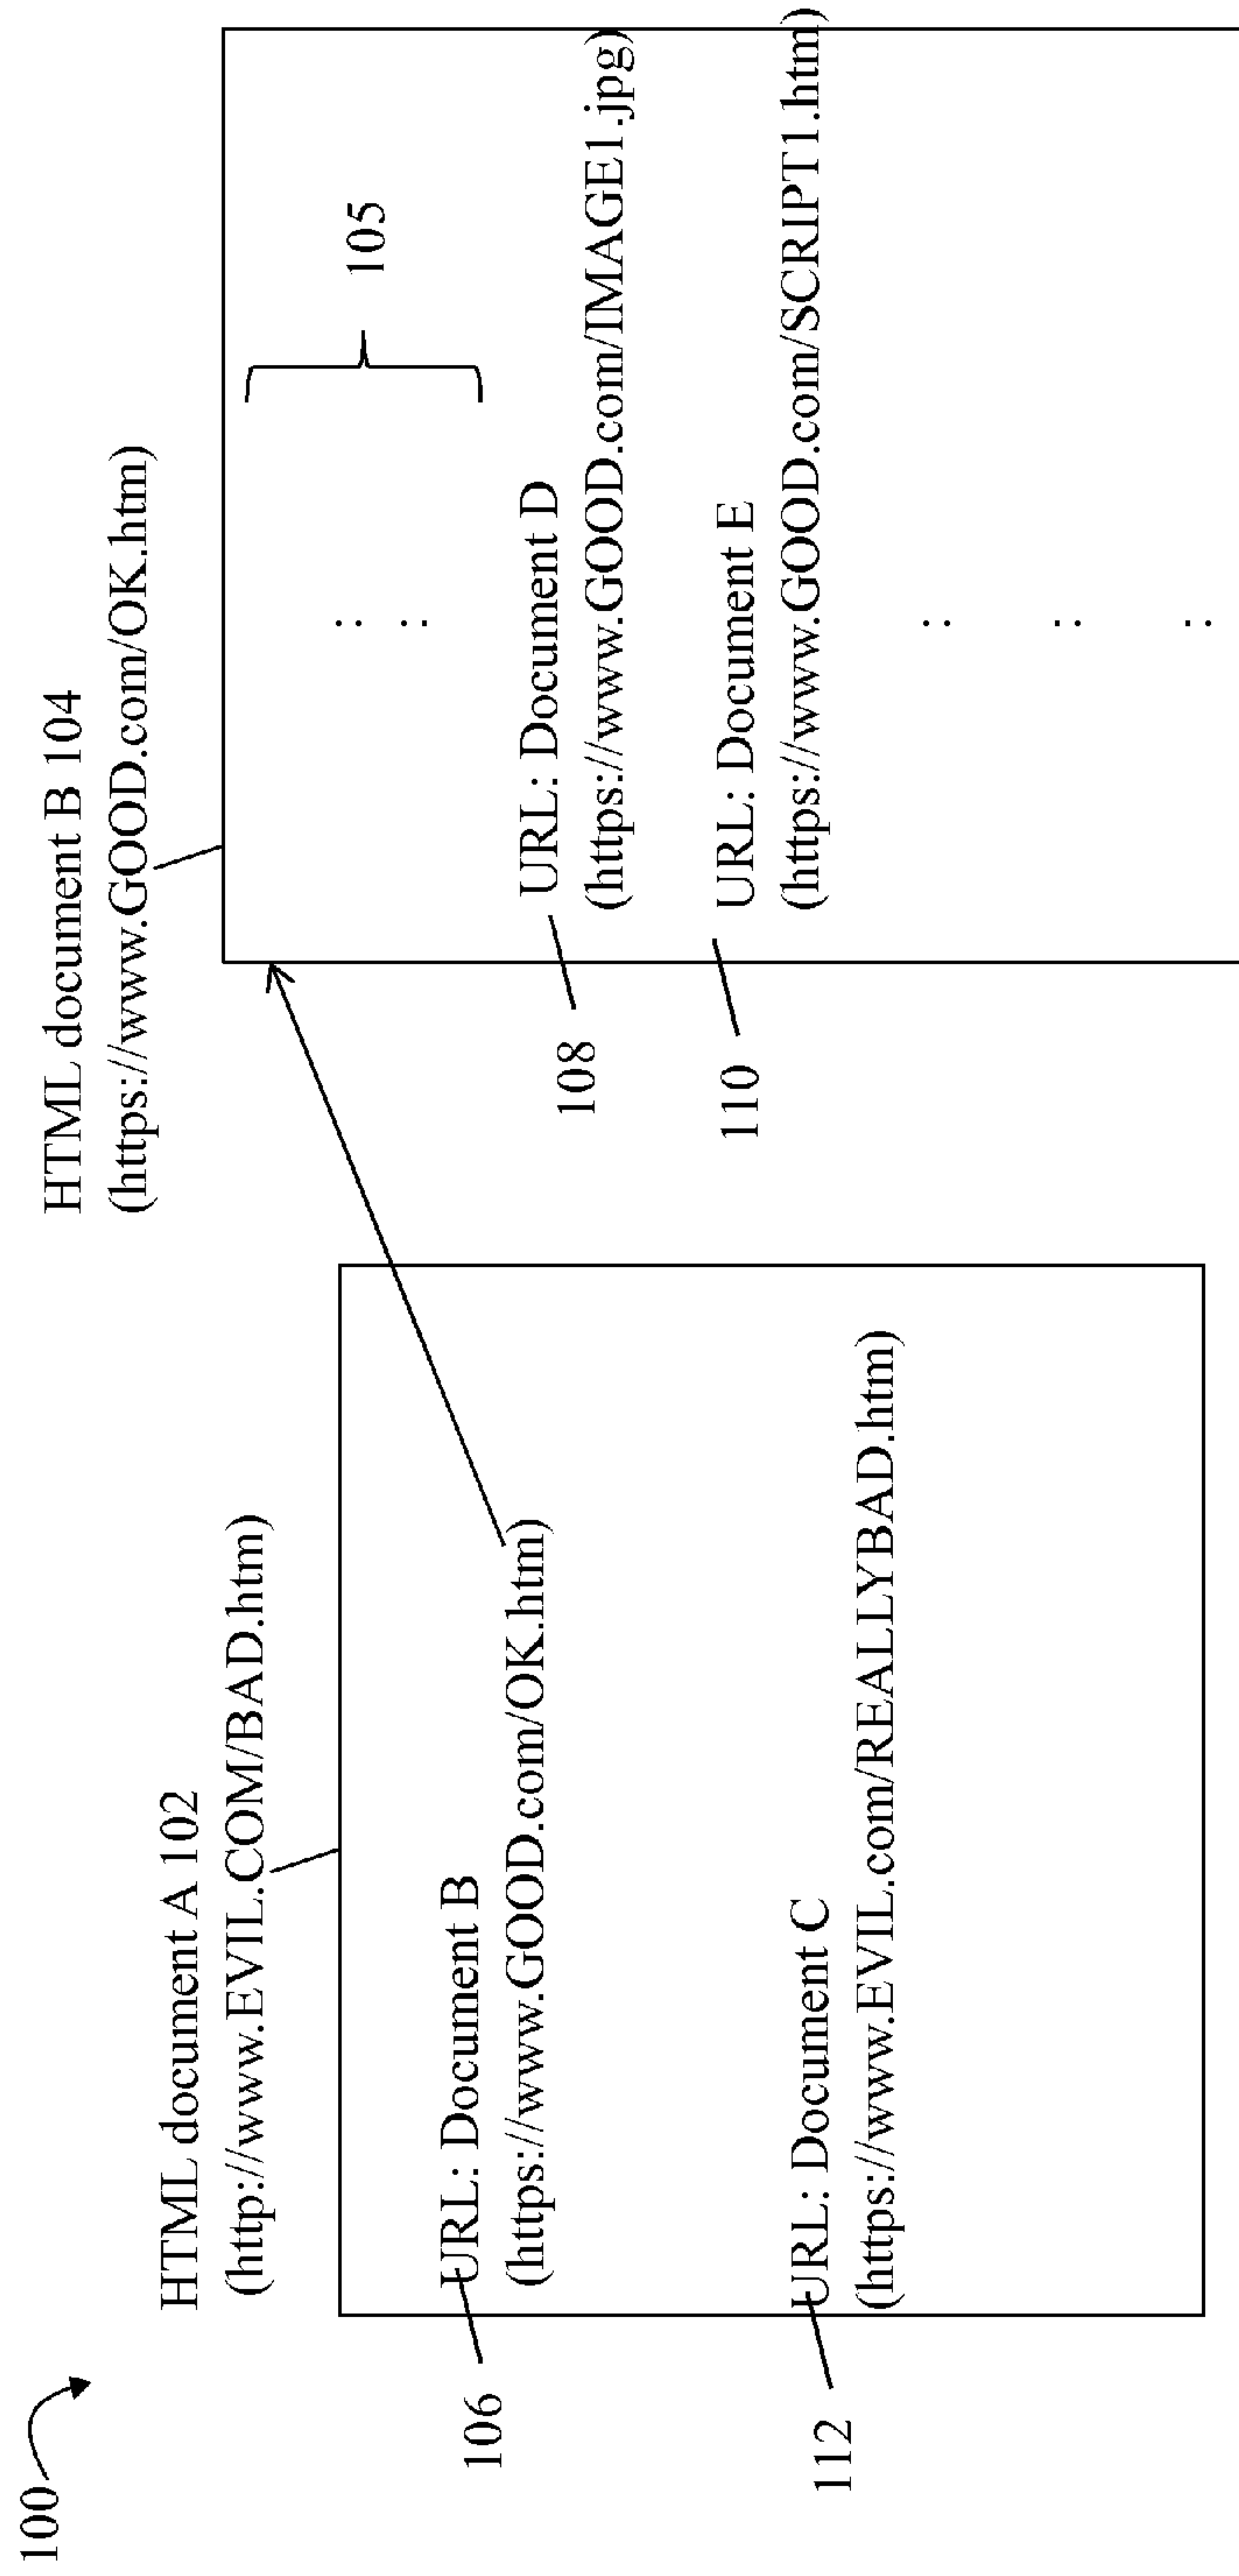 100
HTML document A 102
(http://www.EVIL.COM/BAD.htm)
106
URL: Document B
(https://www.GOOD.com/OK.htm)
112
URL: Document C
(https://www.EVIL.com/REALLYBAD.htm)
HTML document B 104
(https://www.GOOD.com/OK.htm)
105
108
URL: Document D
(https://www.GOOD.com/IMAGE1.jpg)
110
URL: Document E
(https://www.GOOD.com/SCRIPT1.htm)